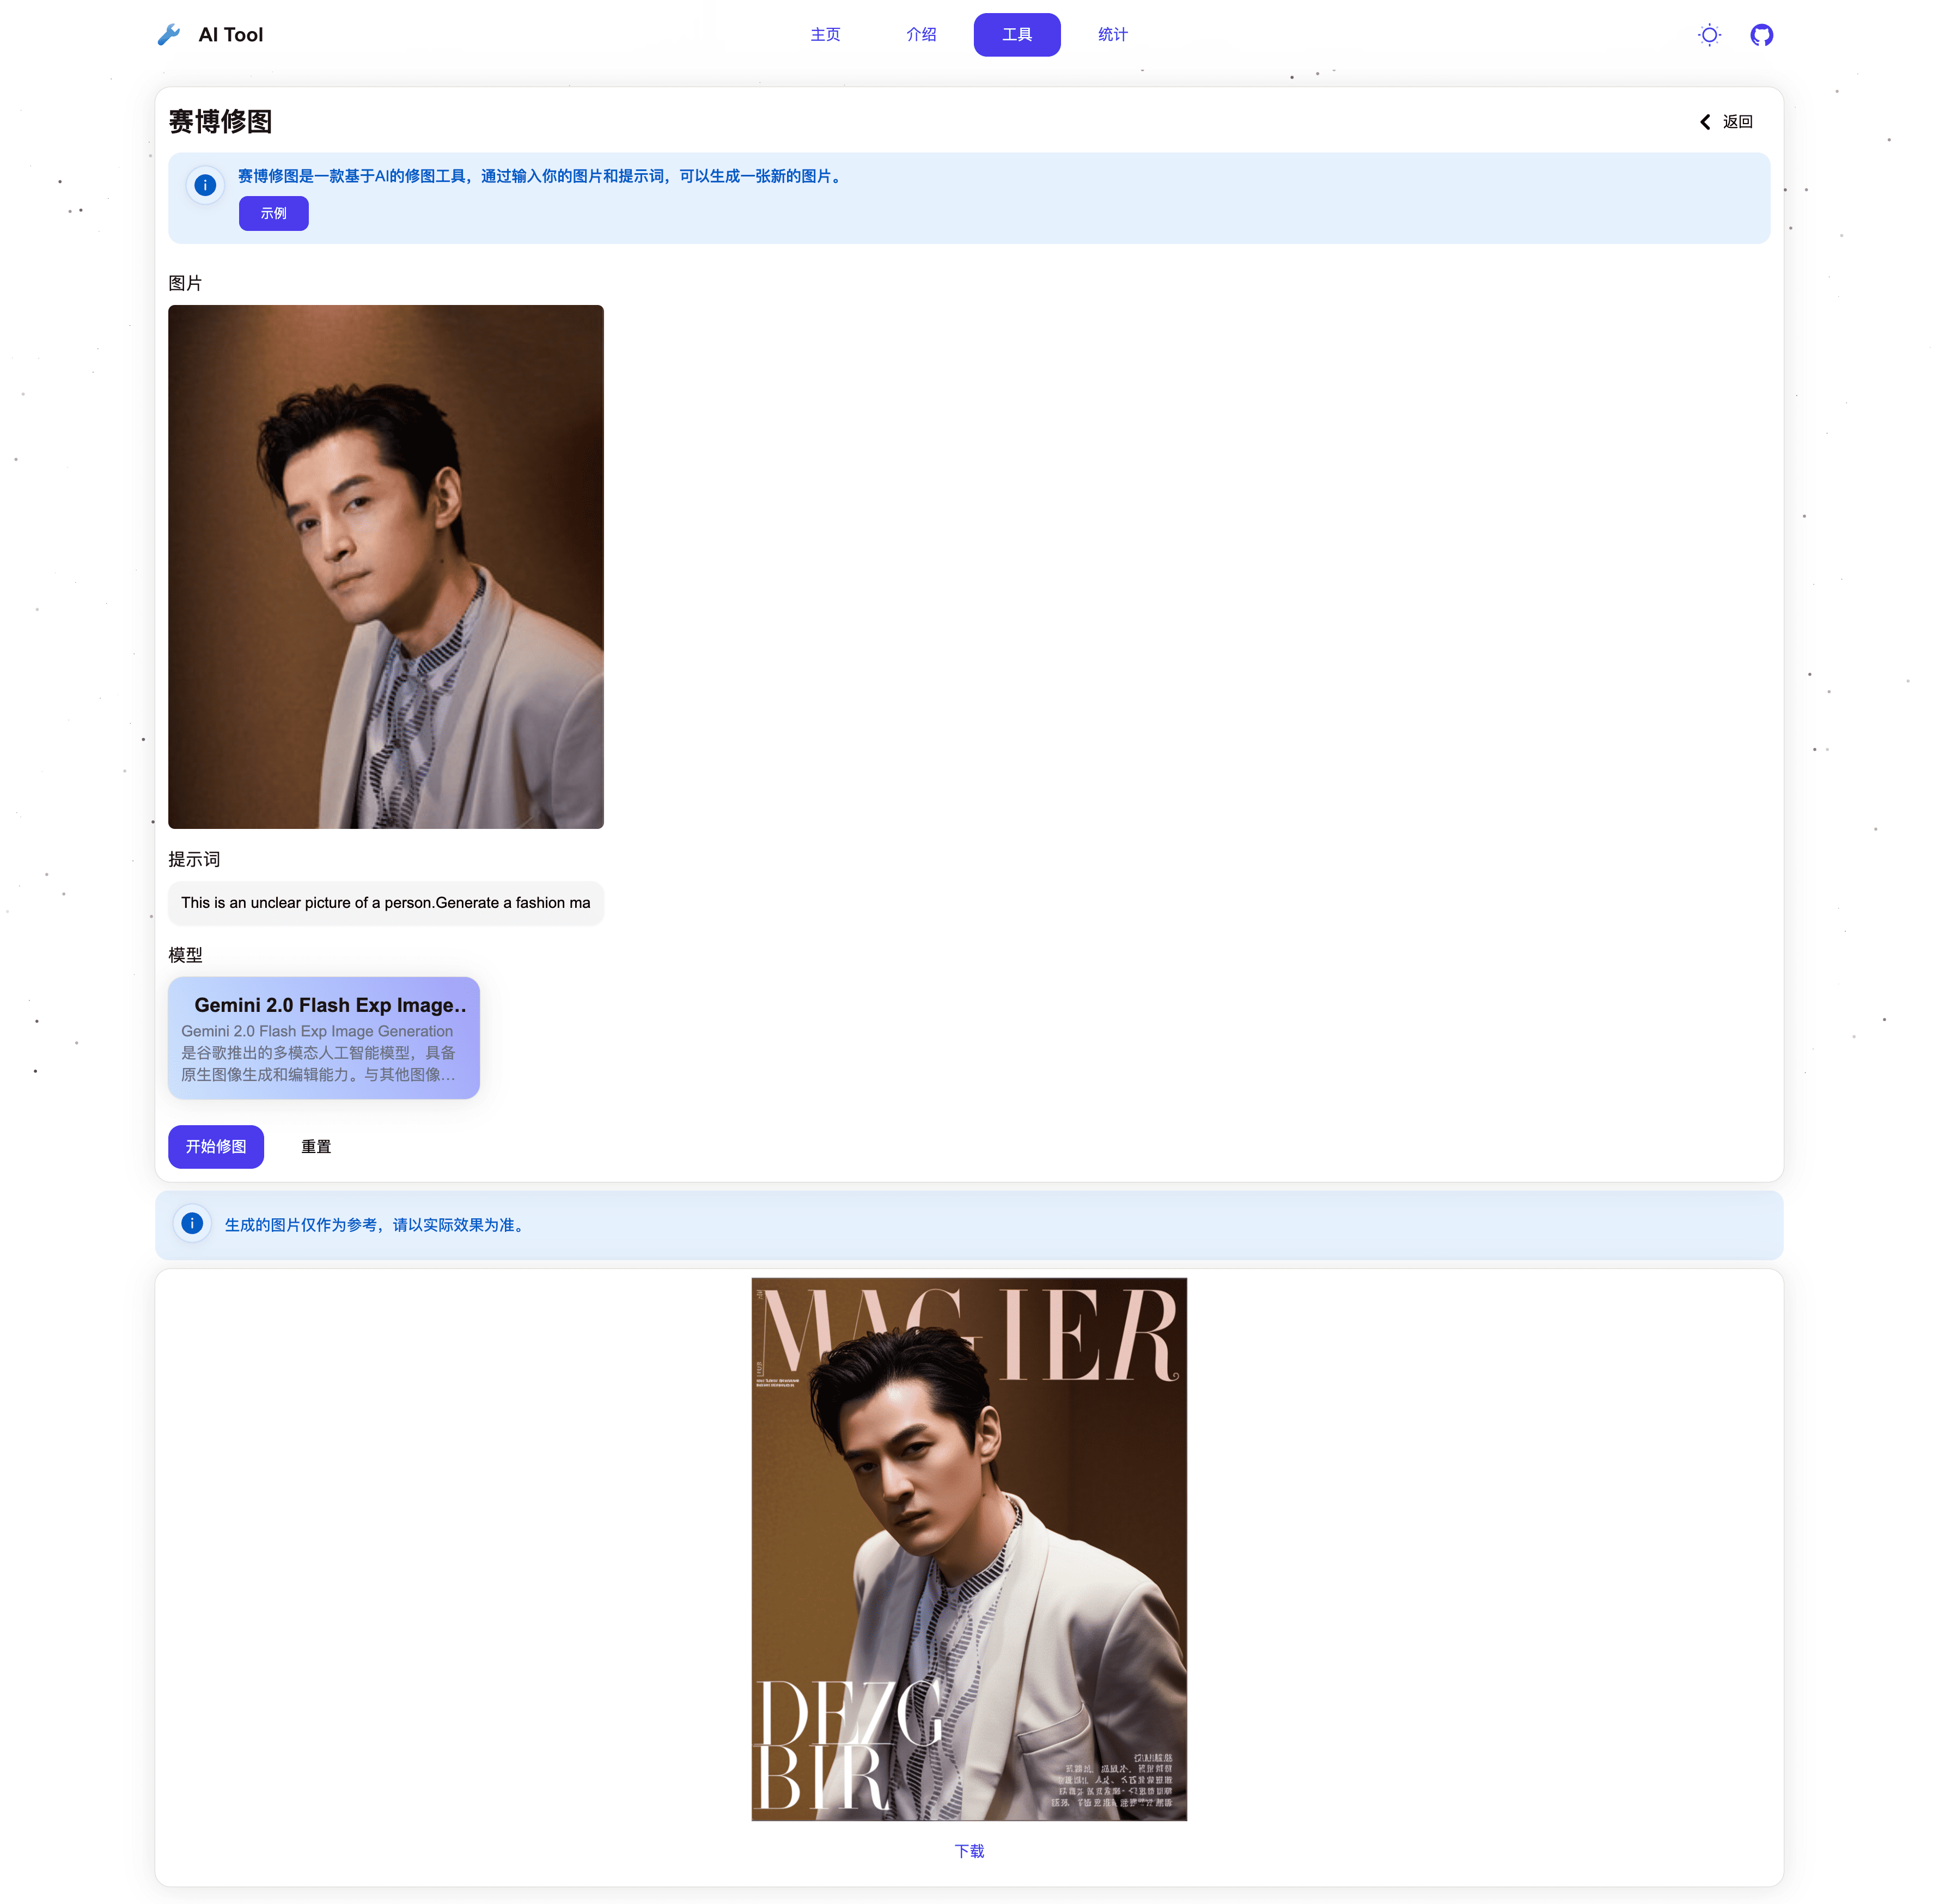 AI Tool
主页
介绍
工具
统计
赛博修图
返回
赛博修图是一款基于AI的修图工具，通过输入你的图片和提示词，可以生成一张新的图片。
示例
图片
提示词
This is an unclear picture of a person.Generate a fashion ma
模型
Gemini 2.0 Flash Exp Image..
Gemini 2.0 Flash Exp Image Generation
是谷歌推出的多模态人工智能模型，具备
原生图像生成和编辑能力。与其他图像...
开始修图
重置
生成的图片仅作为参考，请以实际效果为准。
MAGIER
DEZG
BIR
下载